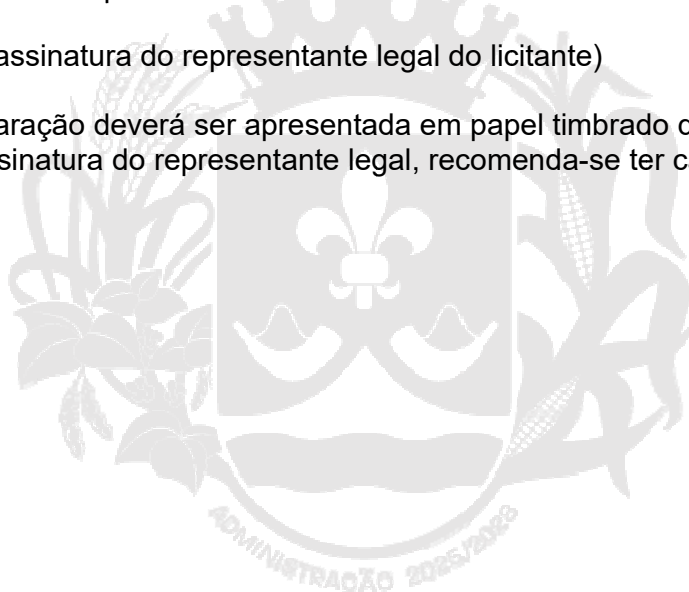 assinatura do representante legal do licitante)
aração deverá ser apresentada em papel timbrado
sinatura do representante legal, recomenda-se ter
ADMINISTRAÇÃO 2025/2028